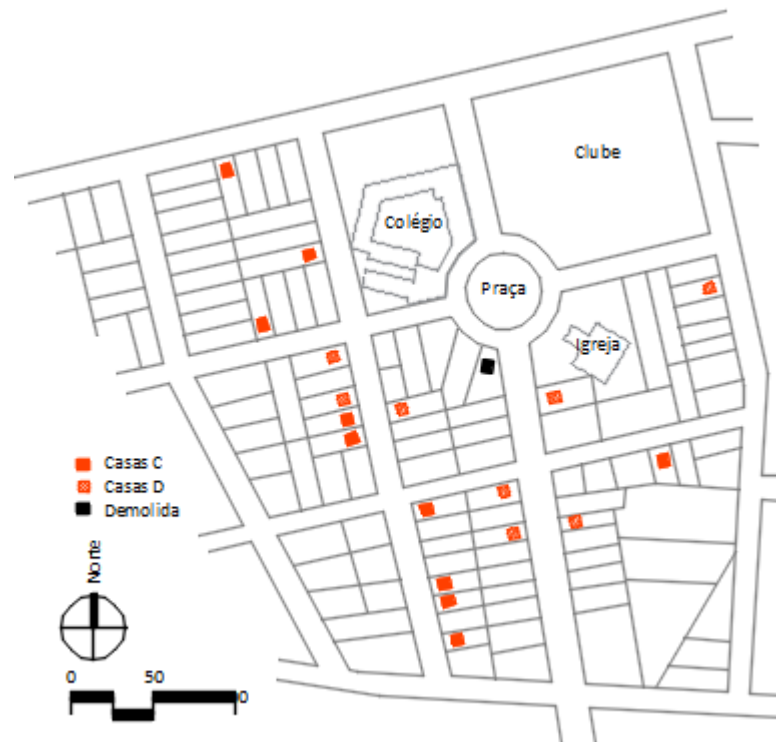 Clube
Colégio
Praça
Igreja
Casas C
Casas D
Demolida
Norte
0 50 0